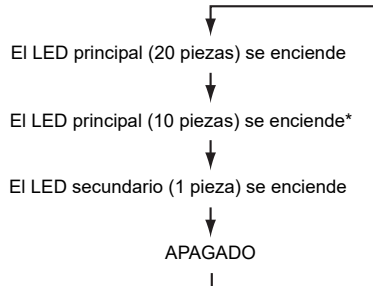 El LED principal (20 piezas) se enciende
El LED principal (10 piezas) se enciende*
El LED secundario (1 pieza) se enciende
APAGADO